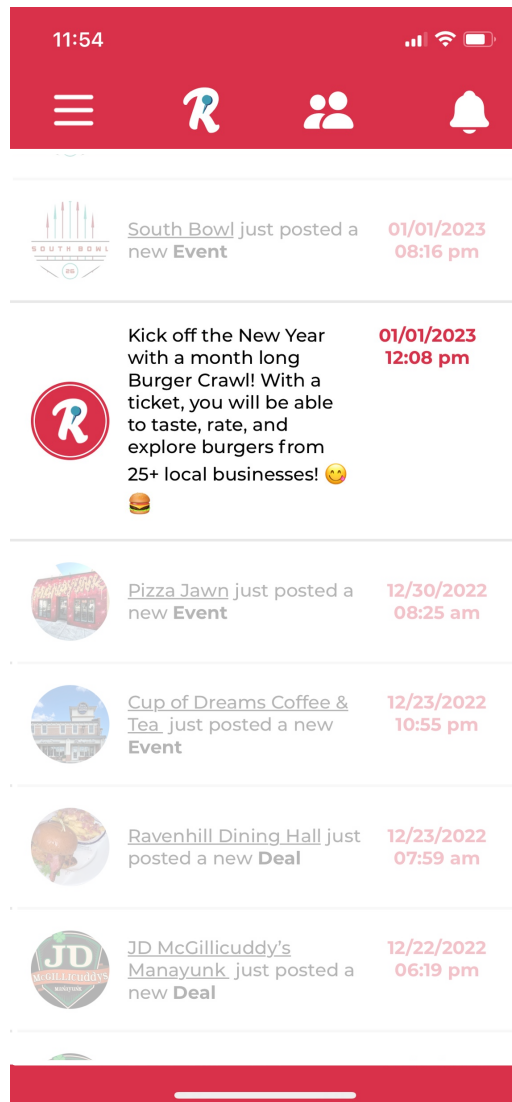 11:54
R
South Bowl just posted a
new Event
01/01/2023
08:16 pm
SOUTH BOWL
26
Kick off the New Year
with a month long
Burger Crawl! With a
ticket, you will be able
to taste, rate, and
explore burgers from
25+ local businesses! 😋
🍔
01/01/2023
12:08 pm
R
Pizza Jawn just posted a
new Event
12/30/2022
08:25 am
Cup of Dreams Coffee &
Tea just posted a new
Event
12/23/2022
10:55 pm
Ravenhill Dining Hall just
posted a new Deal
12/23/2022
07:59 am
JD
McGILLICUDDY'S
MANAYUNK
JD McGillicuddy’s
Manayunk just posted a
new Deal
12/22/2022
06:19 pm